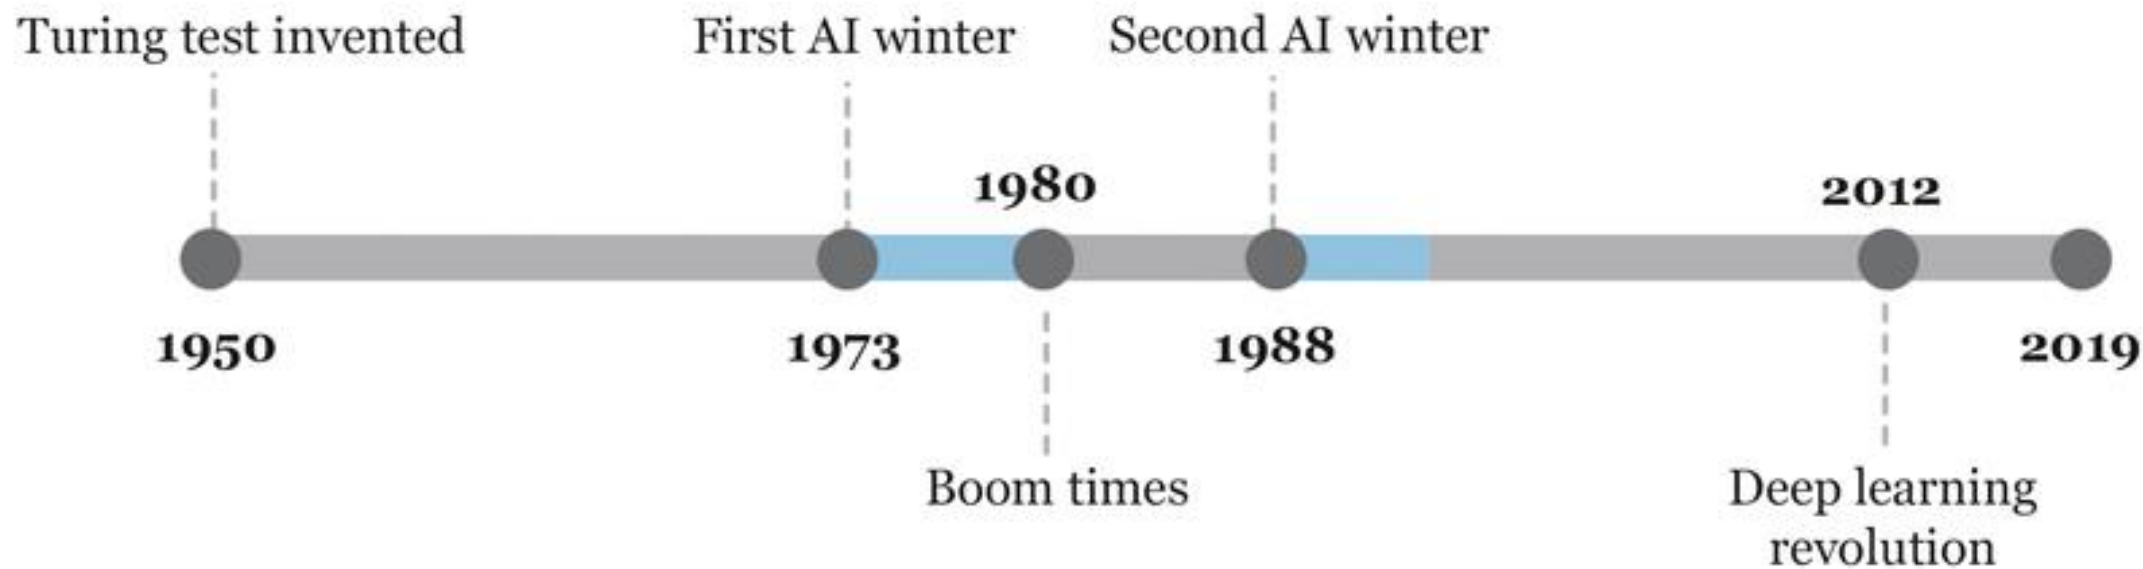 Turing test invented
First AI winter
Second AI winter
1980
2012
1950
1973
1988
2019
Boom times
Deep learning
revolution